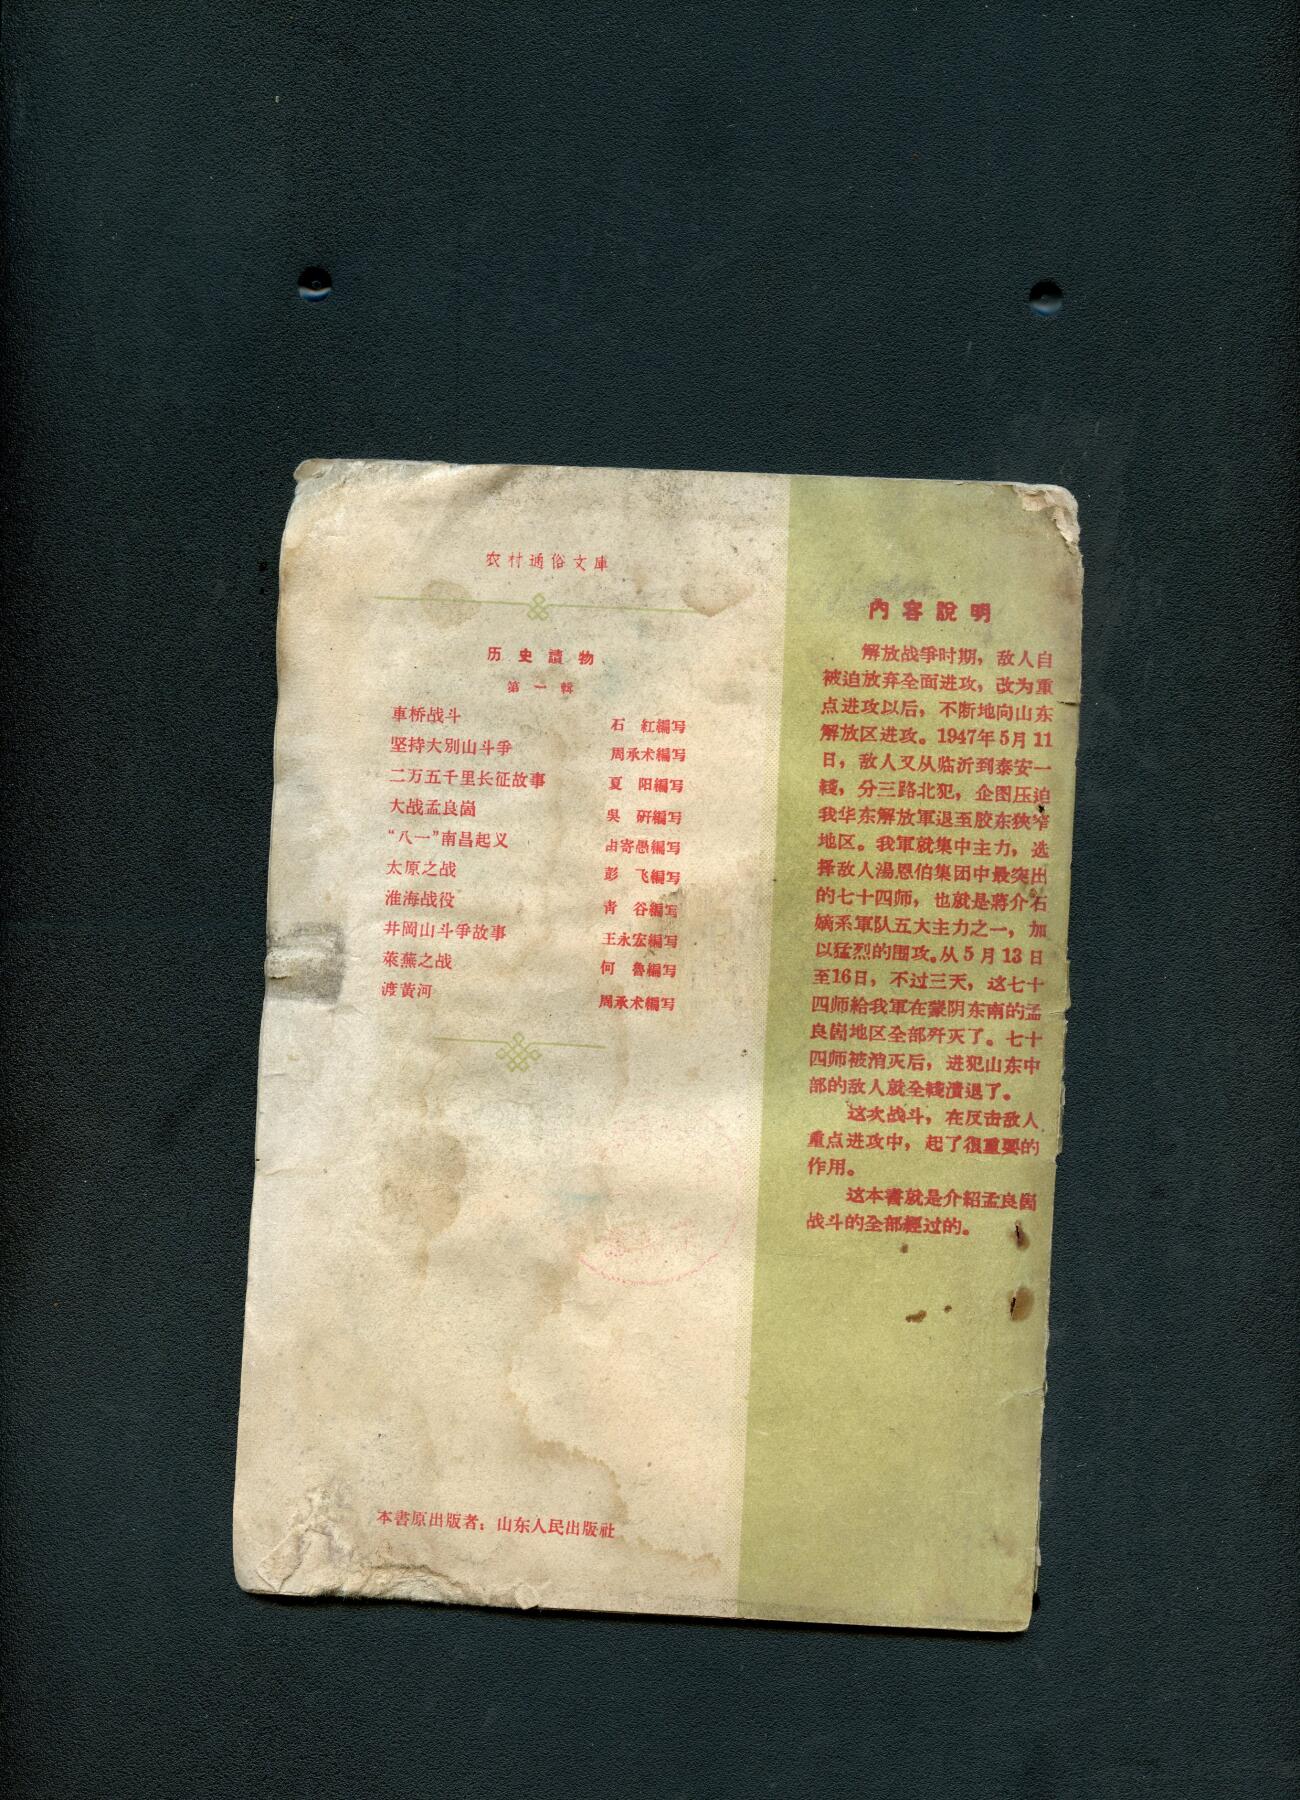 农村通俗文庫
历史讀物
第一輯
車桥战斗 石紅編写
坚持大别山斗爭 周承术編写
二万五千里长征故事 夏阳編写
大战孟良崮 吳研編写
“八一”南昌起义 寄愚編写
太原之战 彭飞編写
淮海战役 青谷編写
井岡山斗爭故事 王永宏編写
萊蕪之战 何魯編写
渡黃河 周承术編写
本書原出版者：山东人民出版社
內容說明
解放战爭时期，敌人自
被迫放弃全面进攻，改为重
点进攻以后，不断地向山东
解放区进攻。1947年5月11
日，敌人又从临沂到泰安一
綫，分三路北犯，企图压迫
我华东解放軍退至胶东狹窄
地区。我軍就集中主力，选
择敌人湯恩伯集团中最突出
的七十四师，也就是蔣介石
嫡系軍队五大主力之一，加
以猛烈的围攻。从5月13日
至16日，不过三天，这七十
四师給我軍在蒙阴东南的孟
良崮地区全部歼灭了。七十
四师被消灭后，进犯山东中
部的敌人就全綫潰退了。
这次战斗，在反击敌人
重点进攻中，起了很重要的
作用。
这本書就是介紹孟良崮
战斗的全部經过的。